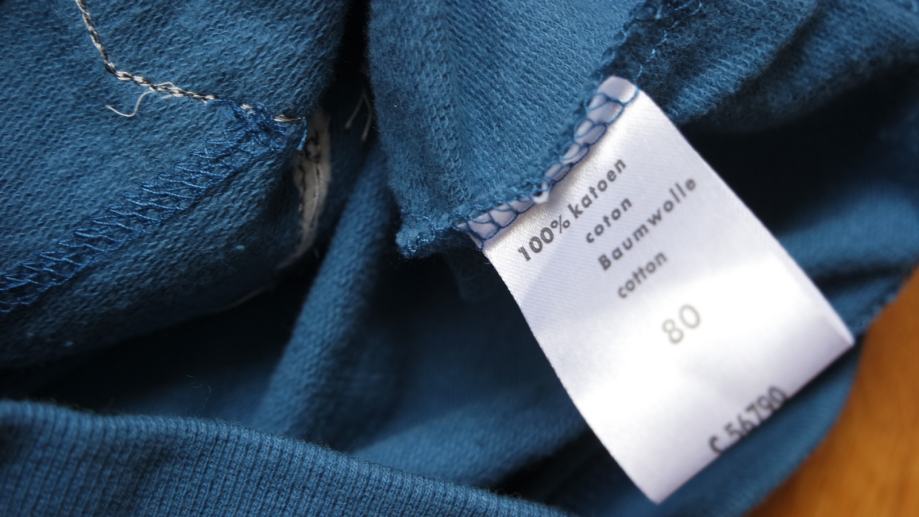 100% katoen
coton
Baumwolle
cotton
80
C 56790